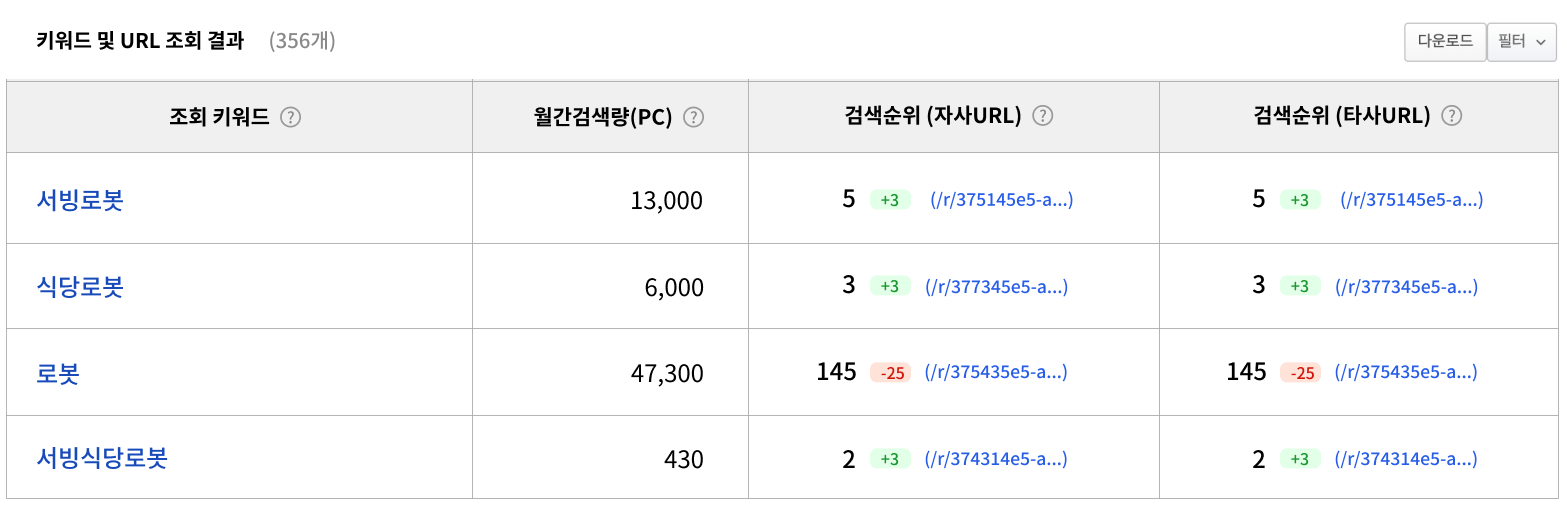 키워드 및 URL 조회 결과 (356개) 다운로드 필터
조회 키워드 ? 월간검색량(PC) ? 검색순위 (자사URL) ? 검색순위 (타사URL) ?
서빙로봇 13,000 5 +3 (/r/375145e5-a...) 5 +3 (/r/375145e5-a...)
식당로봇 6,000 3 +3 (/r/377345e5-a...) 3 +3 (/r/377345e5-a...)
로봇 47,300 145 -25 (/r/375435e5-a...) 145 -25 (/r/375435e5-a...)
서빙식당로봇 430 2 +3 (/r/374314e5-a...) 2 +3 (/r/374314e5-a...)